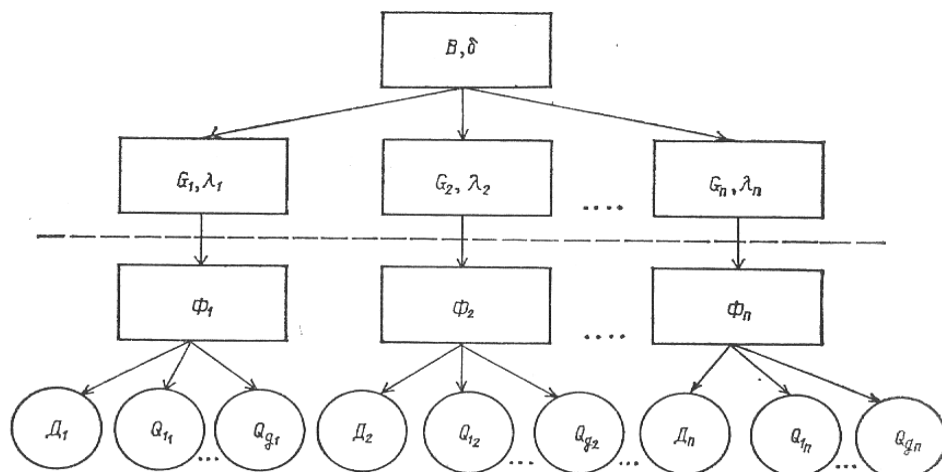 B, δ
G₁, λ₁ G₂, λ₂ .... Gₙ, λₙ
Φ₁ Φ₂ .... Φₙ
Д₁ Q₁₁ ... Q_g₁ Д₂ Q₁₂ ... Q_g₂ ... Дₙ Q₁ₙ ... Q_gₙ